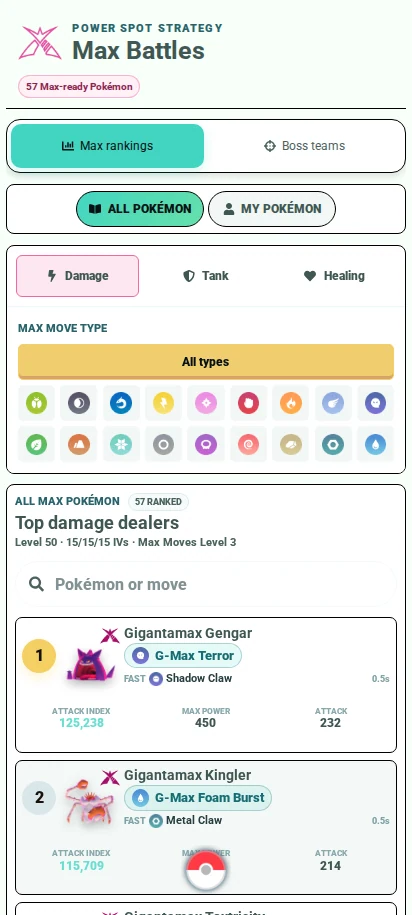 POWER SPOT STRATEGY
Max Battles
57 Max-ready Pokémon
Max rankings
Boss teams
ALL POKÉMON
MY POKÉMON
Damage
Tank
Healing
MAX MOVE TYPE
All types
ALL MAX POKÉMON
57 RANKED
Top damage dealers
Level 50 · 15/15/15 IVs · Max Moves Level 3
Pokémon or move
1
Gigantamax Gengar
G-Max Terror
FAST Shadow Claw 0.5s
ATTACK INDEX MAX POWER ATTACK
125,238 450 232
2
Gigantamax Kingler
G-Max Foam Burst
FAST Metal Claw 0.5s
ATTACK INDEX ATTACK
115,709 214